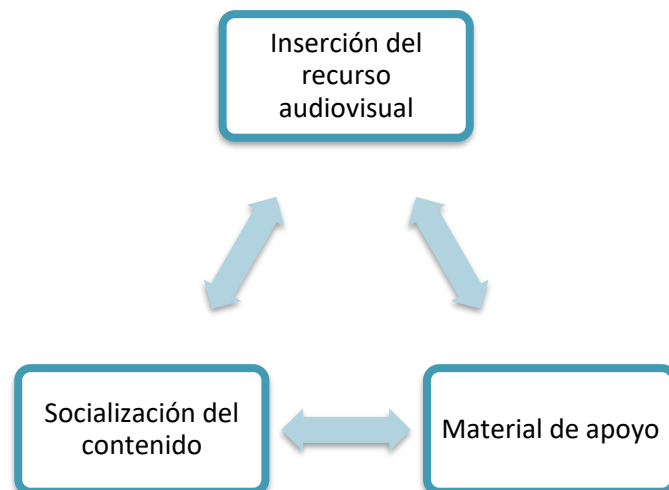 Inserción del
recurso
audiovisual
Socialización del
contenido
Material de apoyo